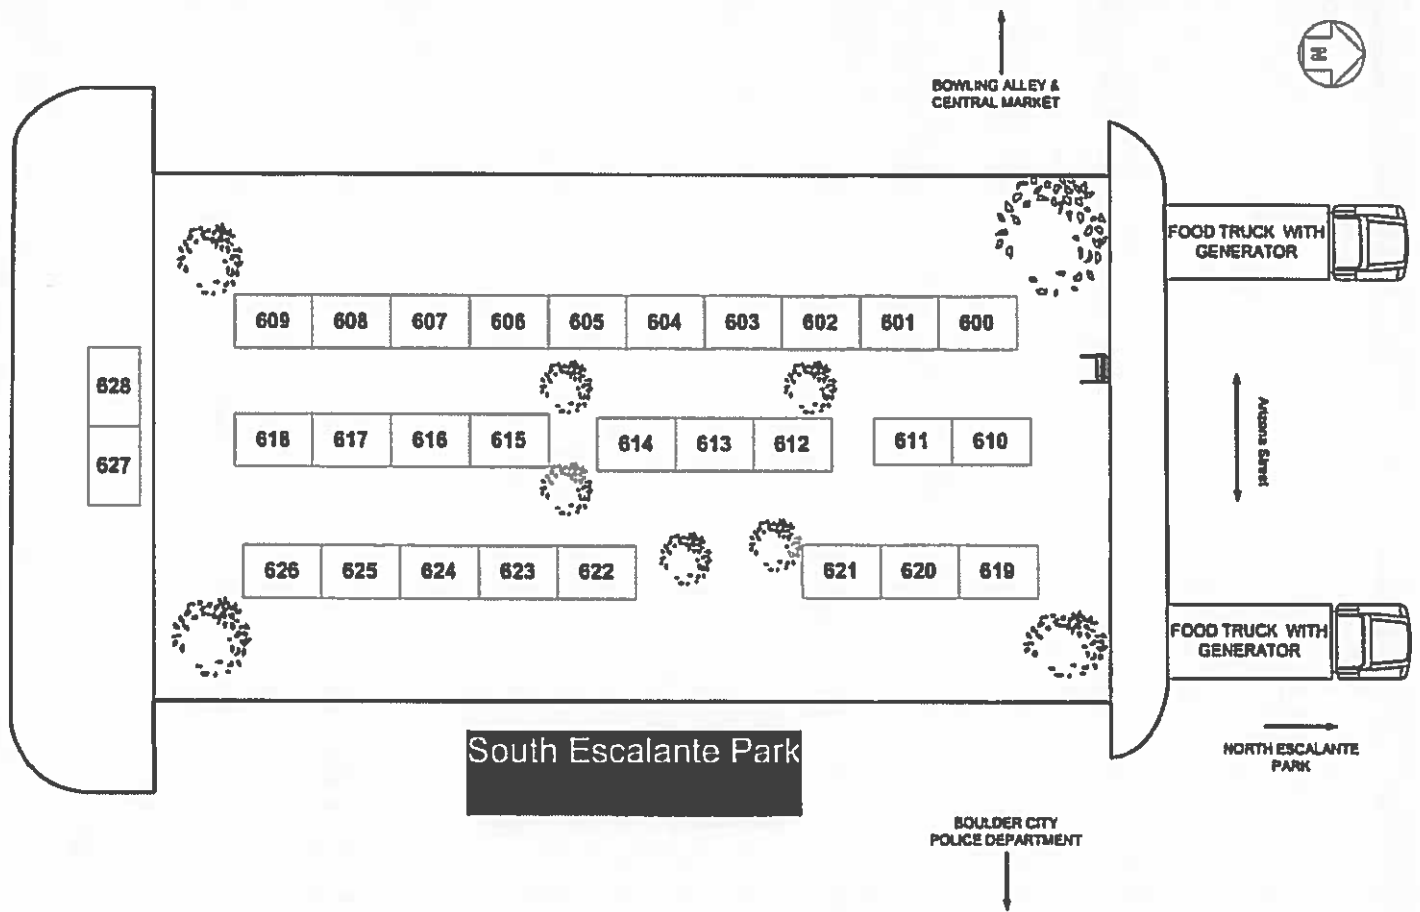 BOWLING ALLEY &
CENTRAL MARKET
FOOD TRUCK WITH
GENERATOR
609 608 607 606 605 604 603 602 601 600
628
618 617 616 615 614 613 612 611 610
627
Arizona Street
626 625 624 623 622 621 620 619
FOOD TRUCK WITH
GENERATOR
South Escalante Park
NORTH ESCALANTE
PARK
BOULDER CITY
POLICE DEPARTMENT